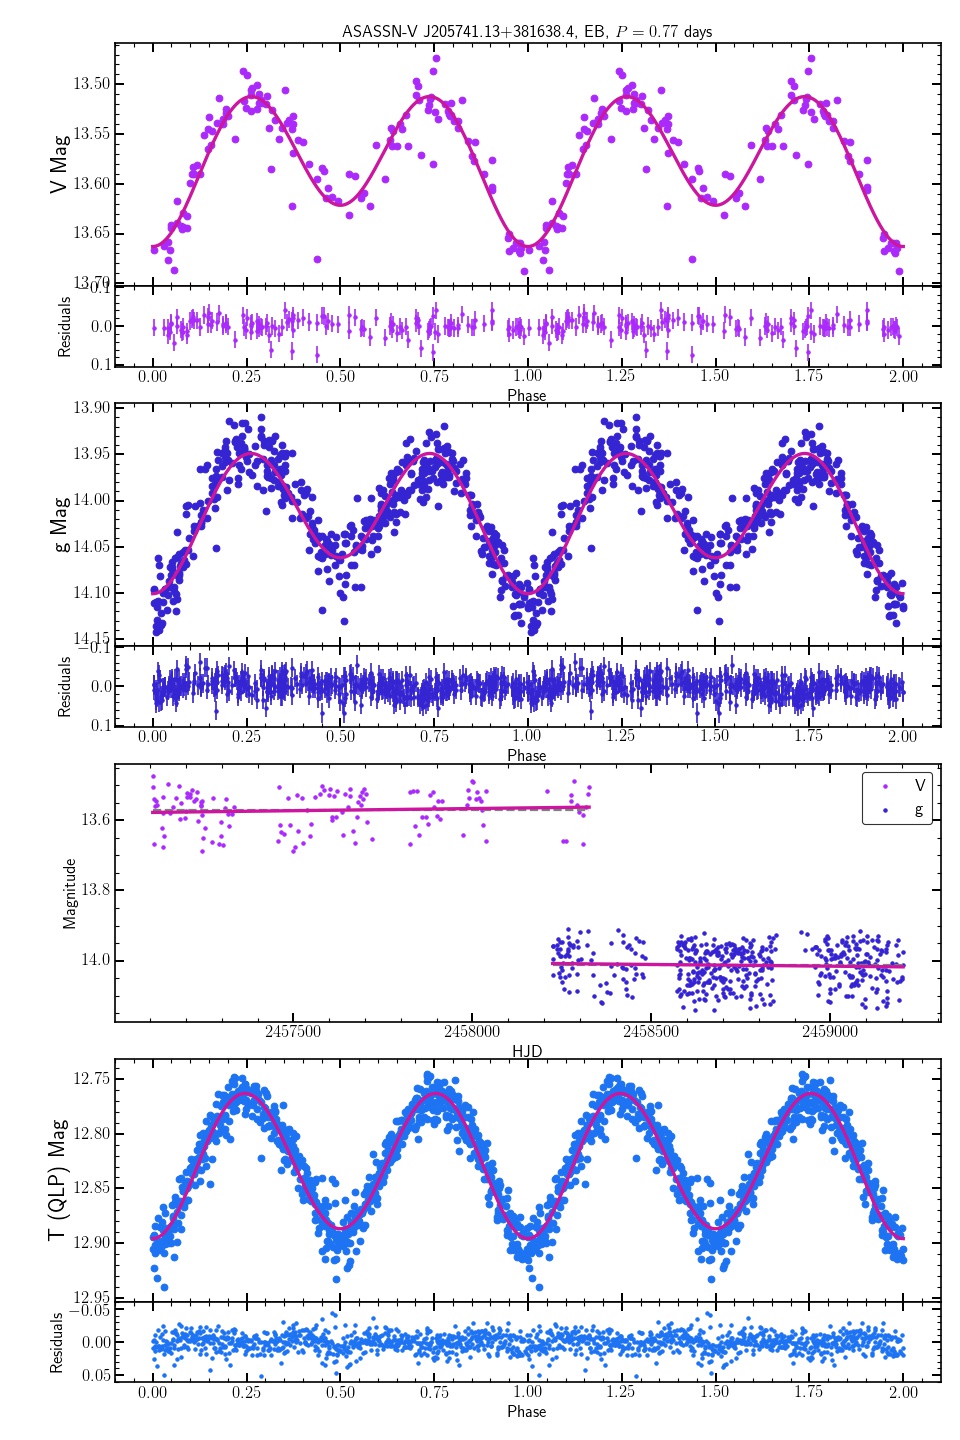 ASASSN-V J205741.13+381638.4, EB, P = 0.77 days
V Mag
13.50
13.55
13.60
13.65
13.70
Residuals
0.1
0.0
0.1
0.00 0.25 0.50 0.75 1.00 1.25 1.50 1.75 2.00
Phase
g Mag
13.90
13.95
14.00
14.05
14.10
14.15
Residuals
−0.1
0.0
0.1
0.00 0.25 0.50 0.75 1.00 1.25 1.50 1.75 2.00
Phase
Magnitude
13.6
13.8
14.0
V
g
2457500 2458000 2458500 2459000
HJD
T (QLP) Mag
12.75
12.80
12.85
12.90
12.95
Residuals
−0.05
0.00
0.05
0.00 0.25 0.50 0.75 1.00 1.25 1.50 1.75 2.00
Phase